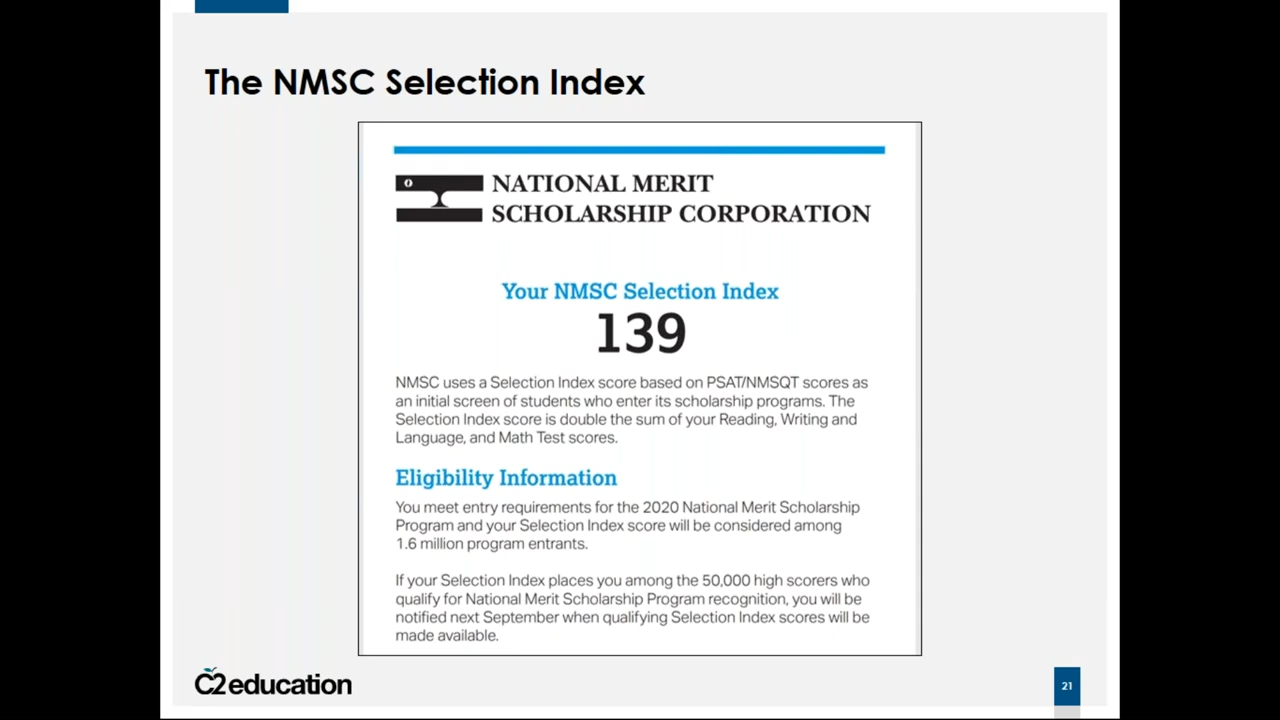 The NMSC Selection Index
NATIONAL MERIT
SCHOLARSHIP CORPORATION
Your NMSC Selection Index
139
NMSC uses a Selection Index score based on PSAT/NMSQT scores as
an initial screen of students who enter its scholarship programs. The
Selection Index score is double the sum of your Reading, Writing and
Language, and Math Test scores.
Eligibility Information
You meet entry requirements for the 2020 National Merit Scholarship
Program and your Selection Index score will be considered among
1.6 million program entrants.
If your Selection Index places you among the 50,000 high scorers who
qualify for National Merit Scholarship Program recognition, you will be
notified next September when qualifying Selection Index scores will be
made available.
C2education
21